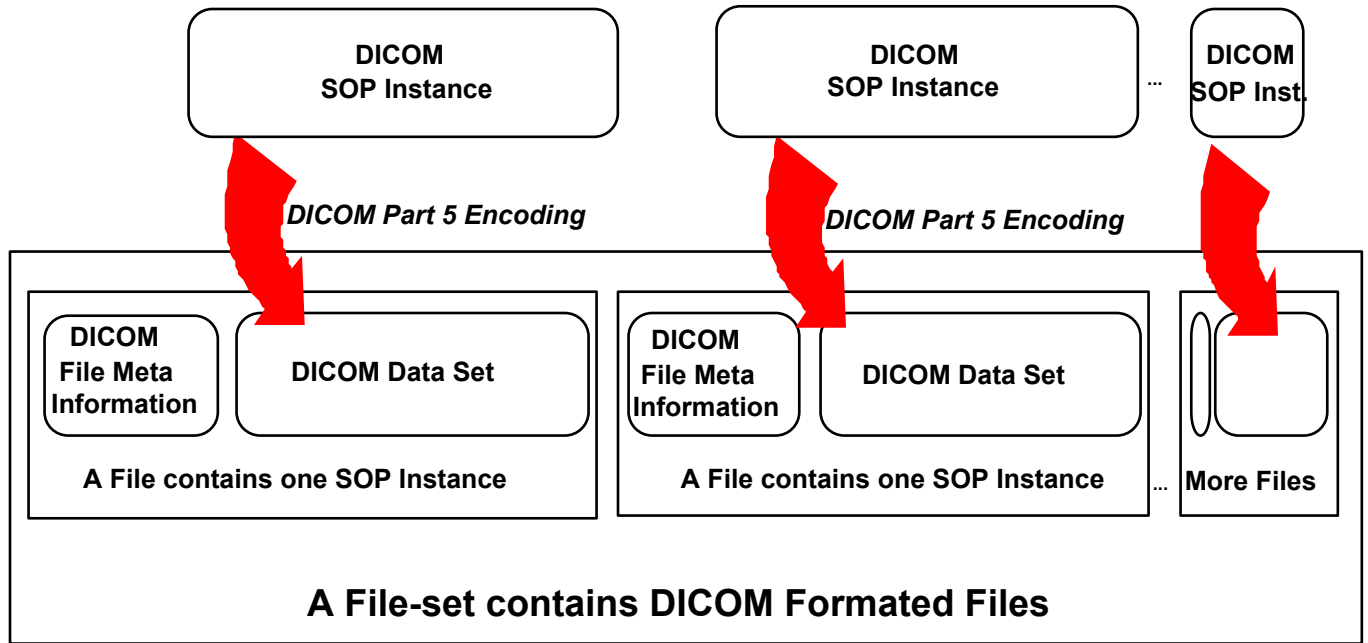 DICOM
SOP Instance
DICOM
SOP Instance
...
DICOM
SOP Inst.
DICOM Part 5 Encoding
DICOM Part 5 Encoding
DICOM
File Meta
Information
DICOM Data Set
A File contains one SOP Instance
DICOM
File Meta
Information
DICOM Data Set
A File contains one SOP Instance
...
More Files
A File-set contains DICOM Formated Files